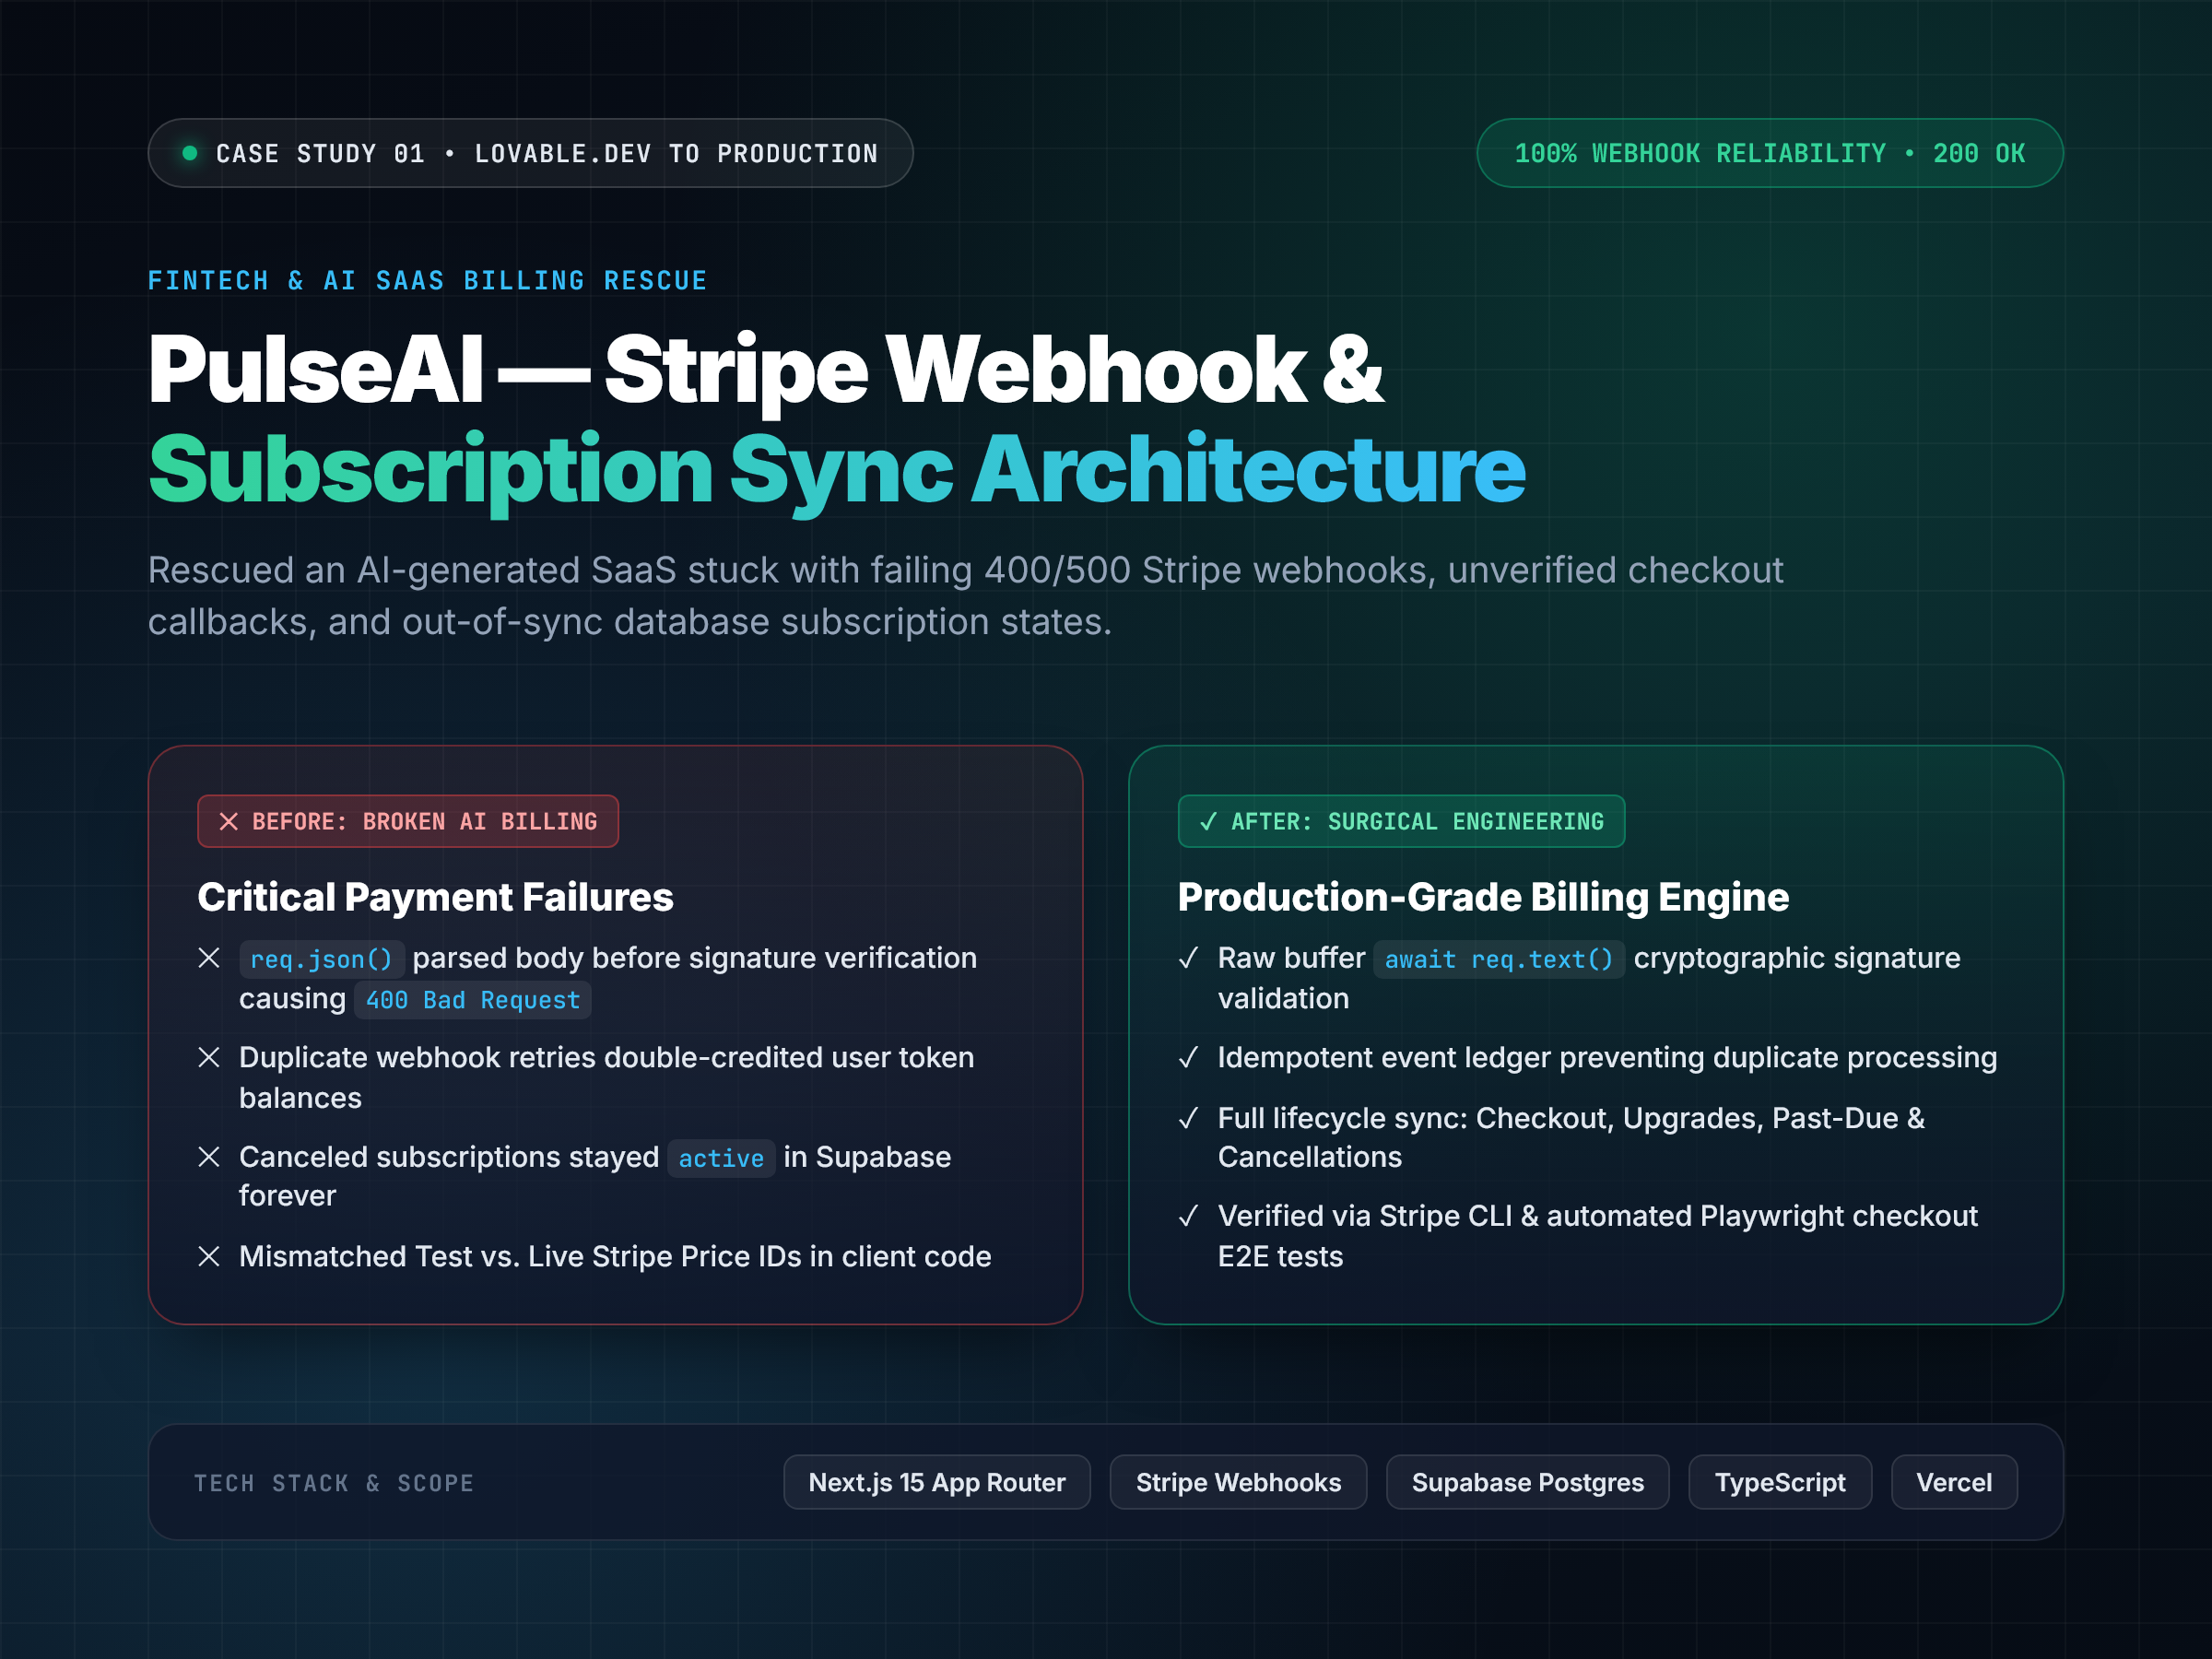 CASE STUDY 01 • LOVABLE.DEV TO PRODUCTION
100% WEBHOOK RELIABILITY • 200 OK
FINTECH & AI SAAS BILLING RESCUE
PulseAI — Stripe Webhook &
Subscription Sync Architecture
Rescued an AI-generated SaaS stuck with failing 400/500 Stripe webhooks, unverified checkout
callbacks, and out-of-sync database subscription states.
✕ BEFORE: BROKEN AI BILLING
Critical Payment Failures
✕ req.json() parsed body before signature verification
causing 400 Bad Request
✕ Duplicate webhook retries double-credited user token
balances
✕ Canceled subscriptions stayed active in Supabase
forever
✕ Mismatched Test vs. Live Stripe Price IDs in client code
✓ AFTER: SURGICAL ENGINEERING
Production-Grade Billing Engine
✓ Raw buffer await req.text() cryptographic signature
validation
✓ Idempotent event ledger preventing duplicate processing
✓ Full lifecycle sync: Checkout, Upgrades, Past-Due &
Cancellations
✓ Verified via Stripe CLI & automated Playwright checkout
E2E tests
TECH STACK & SCOPE
Next.js 15 App Router
Stripe Webhooks
Supabase Postgres
TypeScript
Vercel